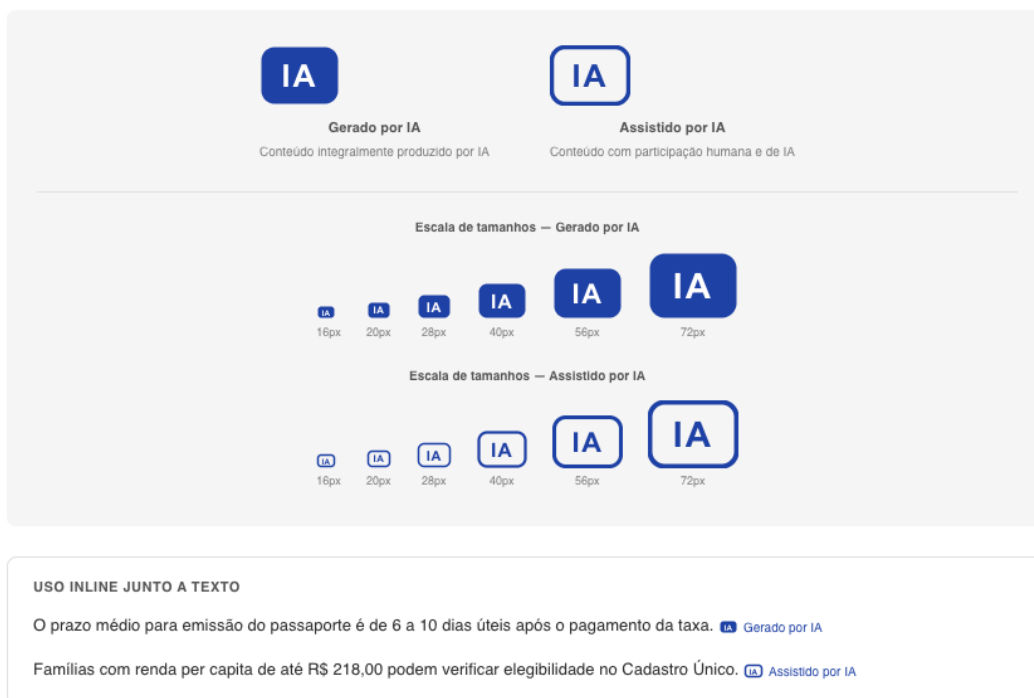 IA IA
Gerado por IA Assistido por IA
Conteúdo integralmente produzido por IA Conteúdo com participação humana e de IA
Escala de tamanhos — Gerado por IA
IA IA IA IA IA IA
16px 20px 28px 40px 56px 72px
Escala de tamanhos — Assistido por IA
IA IA IA IA IA IA
16px 20px 28px 40px 56px 72px
USO INLINE JUNTO A TEXTO
O prazo médio para emissão do passaporte é de 6 a 10 dias úteis após o pagamento da taxa. IA Gerado por IA
Famílias com renda per capita de até R$ 218,00 podem verificar elegibilidade no Cadastro Único. IA Assistido por IA